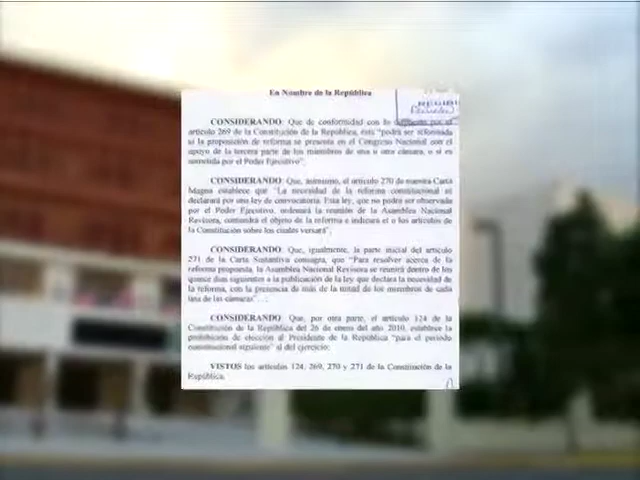 En Nombre de la República
RECIBI
CONSIDERANDO: Que de conformidad con lo dispuesto por el
artículo 269 de la Constitución de la República, esta "podrá ser reformada
si la proposición de reforma se presenta en el Congreso Nacional con el
apoyo de la tercera parte de los miembros de una u otra cámara, o si es
sometida por el Poder Ejecutivo".
CONSIDERANDO: Que, asimismo, el artículo 270 de nuestra Carta
Magna establece que "La necesidad de la reforma constitucional se
declarará por una ley de convocatoria. Esta ley, que no podrá ser observada
por el Poder Ejecutivo, ordenará la reunión de la Asamblea Nacional
Revisora, contendrá el objeto de la reforma e indicará el o los artículos de
la Constitución sobre los cuales versará".
CONSIDERANDO: Que, igualmente, la parte inicial del artículo
271 de la Carta Sustantiva consagra, que "Para resolver acerca de la
reforma propuesta, la Asamblea Nacional Revisora se reunirá dentro de los
quince días siguientes a la publicación de la ley que declara la necesidad
de la reforma, con la presencia de más de la mitad de los miembros de cada
una de las cámaras"...;
CONSIDERANDO: Que, por otra parte, el artículo 124 de la
Constitución de la República del 26 de enero del año 2010, establece la
prohibición de elección al Presidente de la República "para el período
constitucional siguiente" al del ejercicio;
VISTOS los artículos 124, 269, 270 y 271 de la Constitución de la
República.